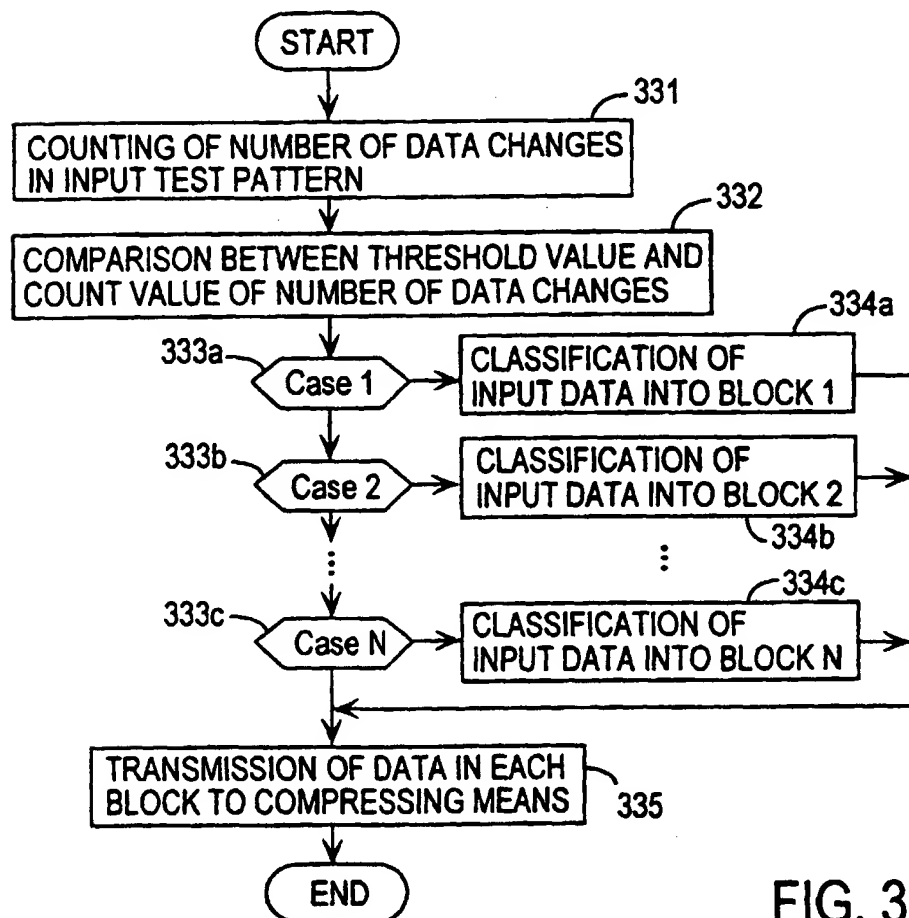 START
331
COUNTING OF NUMBER OF DATA CHANGES
IN INPUT TEST PATTERN
332
COMPARISON BETWEEN THRESHOLD VALUE AND
COUNT VALUE OF NUMBER OF DATA CHANGES
333a
Case 1
334a
CLASSIFICATION OF
INPUT DATA INTO BLOCK 1
333b
Case 2
CLASSIFICATION OF
INPUT DATA INTO BLOCK 2
334b
333c
Case N
334c
CLASSIFICATION OF
INPUT DATA INTO BLOCK N
TRANSMISSION OF DATA IN EACH
BLOCK TO COMPRESSING MEANS
335
END
FIG. 3